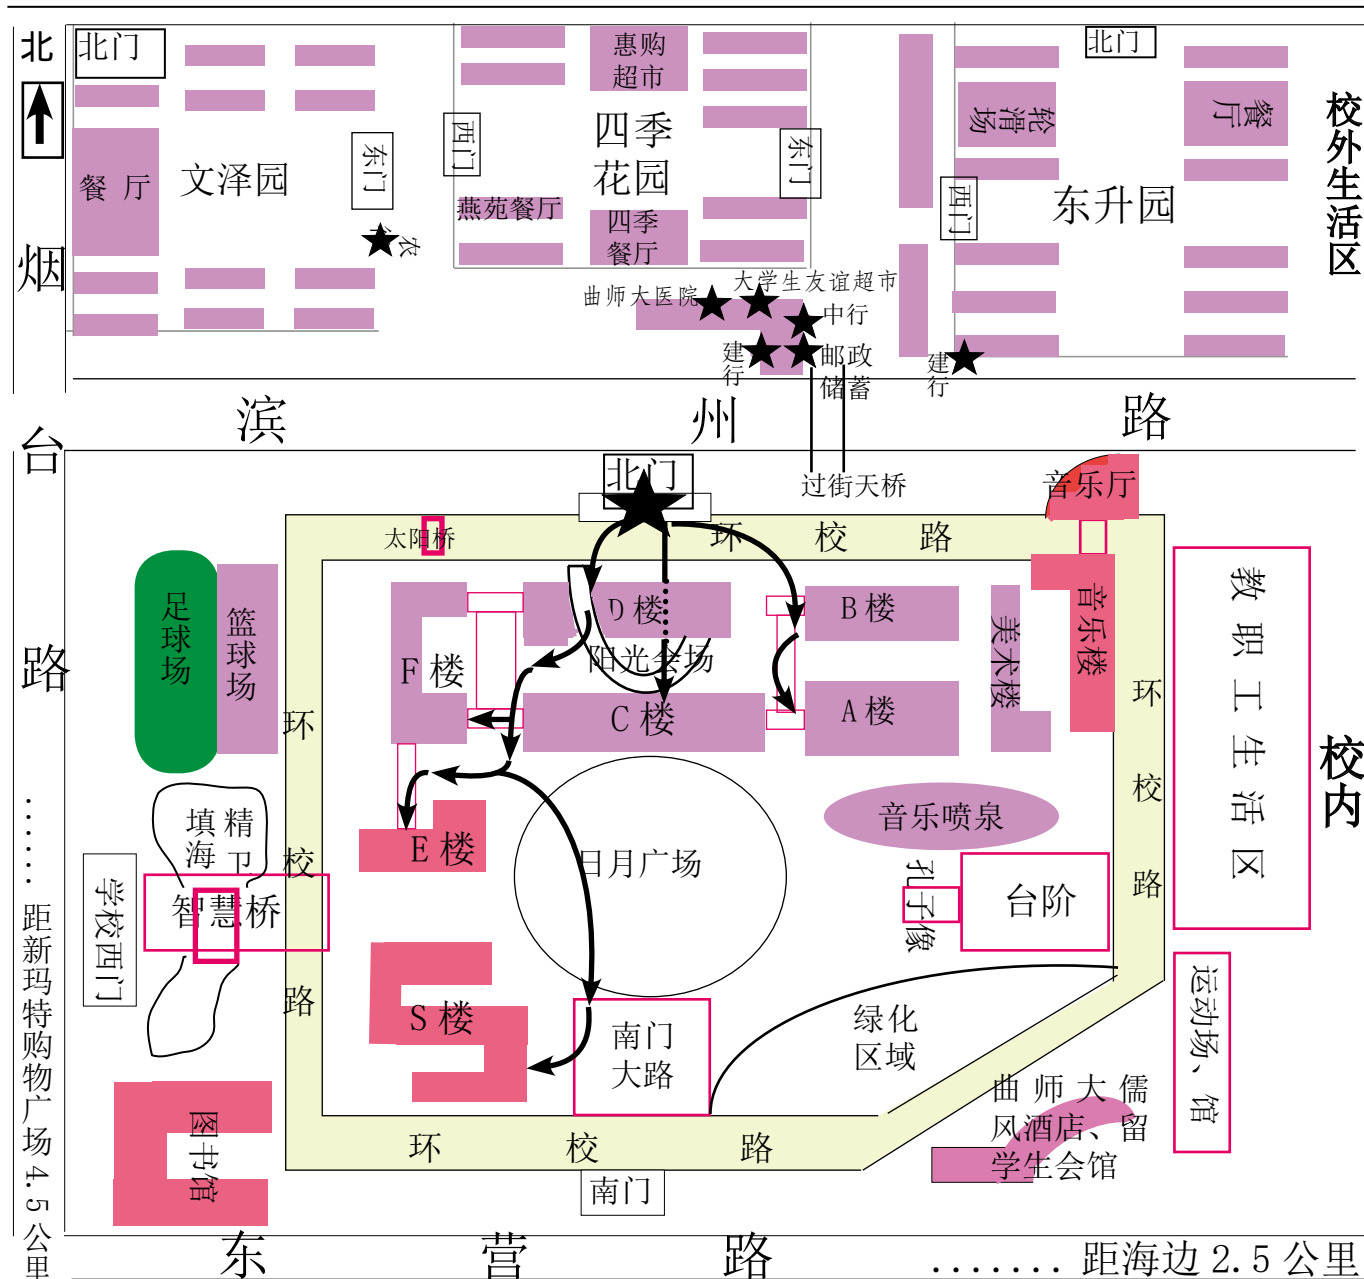 北
北门
惠购
超市
北门
校外生活区
轮滑场
餐厅
西门
四季
花园
东门
东门
文泽园
餐 厅
西门
东升园
燕苑餐厅
四季
餐厅
农
烟
大学生友谊超市
曲师大医院
中行
建行
邮政
储蓄
建行
滨 州 路
台
北门
过街天桥
音乐厅
太阳桥
环 校 路
教职工生活区
足球场
篮球场
D 楼
B 楼
美术楼
音乐楼
路
F 楼
阳光会场
C 楼
A 楼
环 校 路
环 校 路
校内
填海
精卫
音乐喷泉
E 楼
日月广场
学校西门
智慧桥
孔子像
台阶
......距新玛特购物广场 4.5 公里
S 楼
南门
大路
绿化
区域
运动场、馆
曲 师 大 儒
风酒店、留
学生会馆
图书馆
环 校 路
南门
东 营 路
.......距海边 2.5 公里